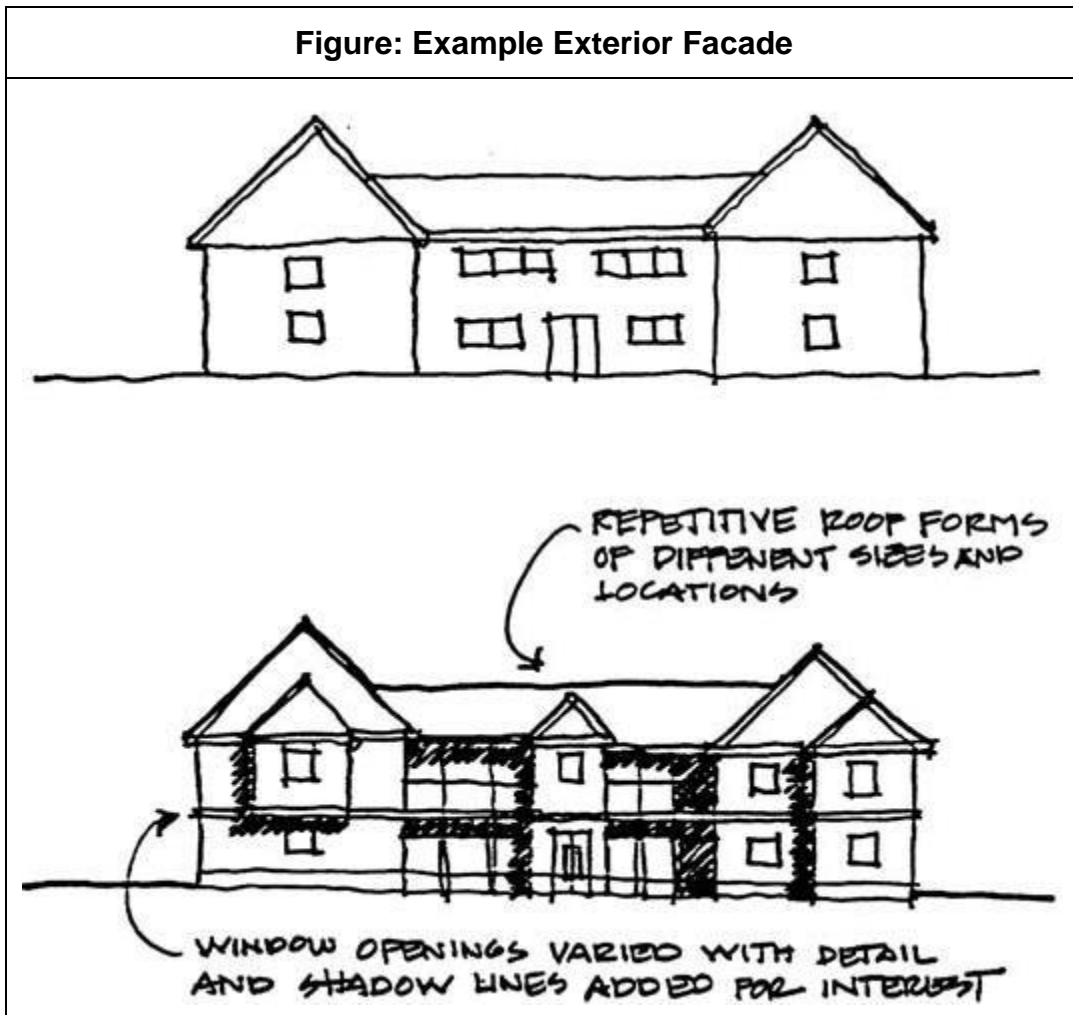 Figure: Example Exterior Facade
REPETITIVE ROOF FORMS
OF DIFFERENT SIZES AND
LOCATIONS
WINDOW OPENINGS VARIED WITH DETAIL
AND SHADOW LINES ADDED FOR INTEREST